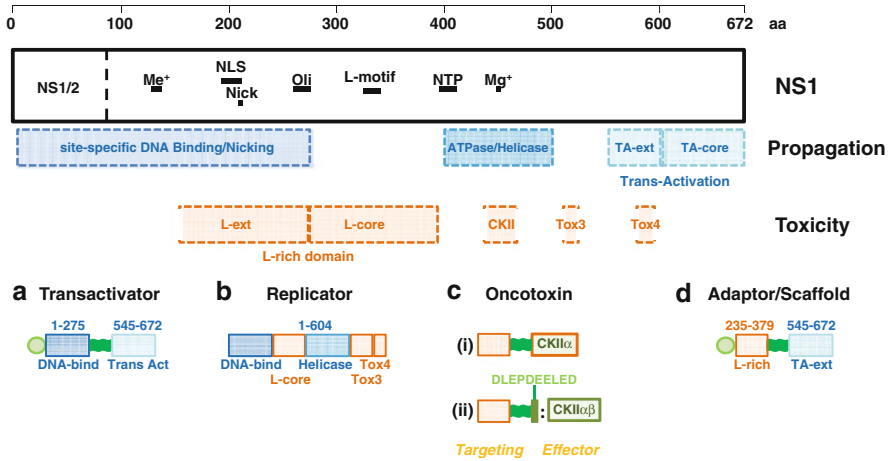 0 100 200 300 400 500 600 672 aa
NS1/2 Me+ NLS Nick Oli L-motif NTP Mg+ NS1
site-specific DNA Binding/Nicking ATPase/Helicase TA-ext TA-core Propagation
Trans-Activation
L-ext L-core CKII Tox3 Tox4 Toxicity
L-rich domain
a Transactivator
1-275 545-672
DNA-bind Trans Act
b Replicator
1-604
DNA-bind Helicase Tox4
L-core Tox3
c Oncotoxin
(i) CKIIα
DLEPDEELED
(ii) : CKIIαβ
Targeting Effector
d Adaptor/Scaffold
235-379 545-672
L-rich TA-ext